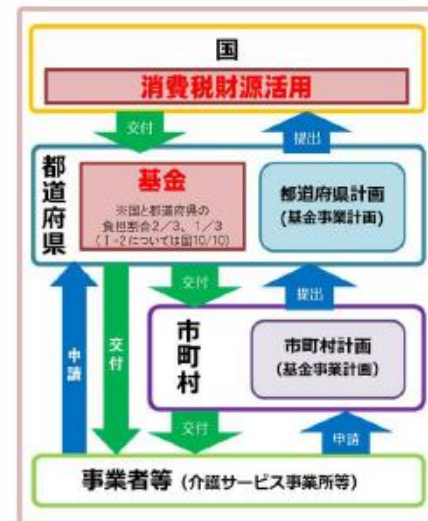 国
消費税財源活用
交付
提出
都道府県
基金
※国と都道府県の
負担割合2/3、1/3
(Ⅰ-2については国10/10)
都道府県計画
(基金事業計画)
申請
交付
交付
提出
市町村
市町村計画
(基金事業計画)
交付
申請
事業者等(介護サービス事業所等)